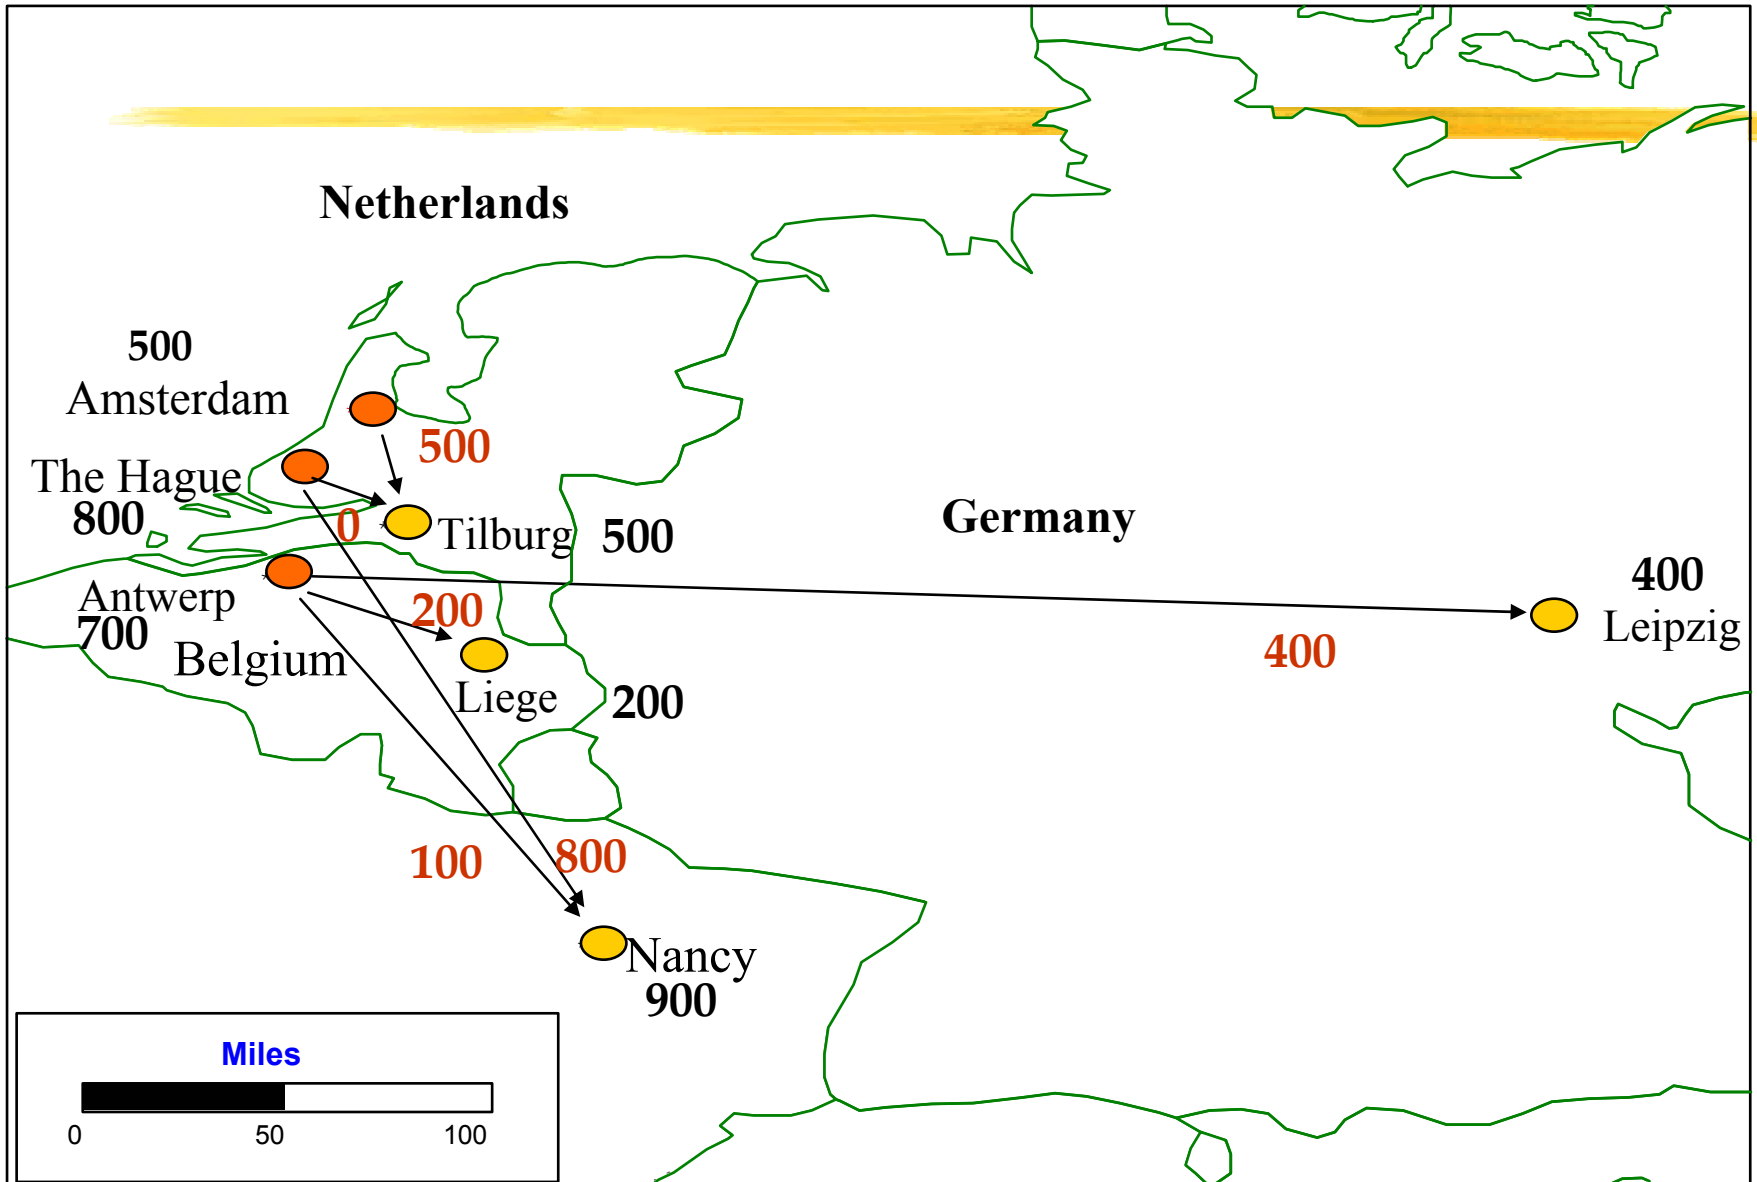 Netherlands
500
Amsterdam
500
The Hague
800
0
Tilburg
500
Germany
400
Leipzig
400
Antwerp
700
200
Belgium
Liege
200
100
800
Nancy
900
Miles
0 50 100